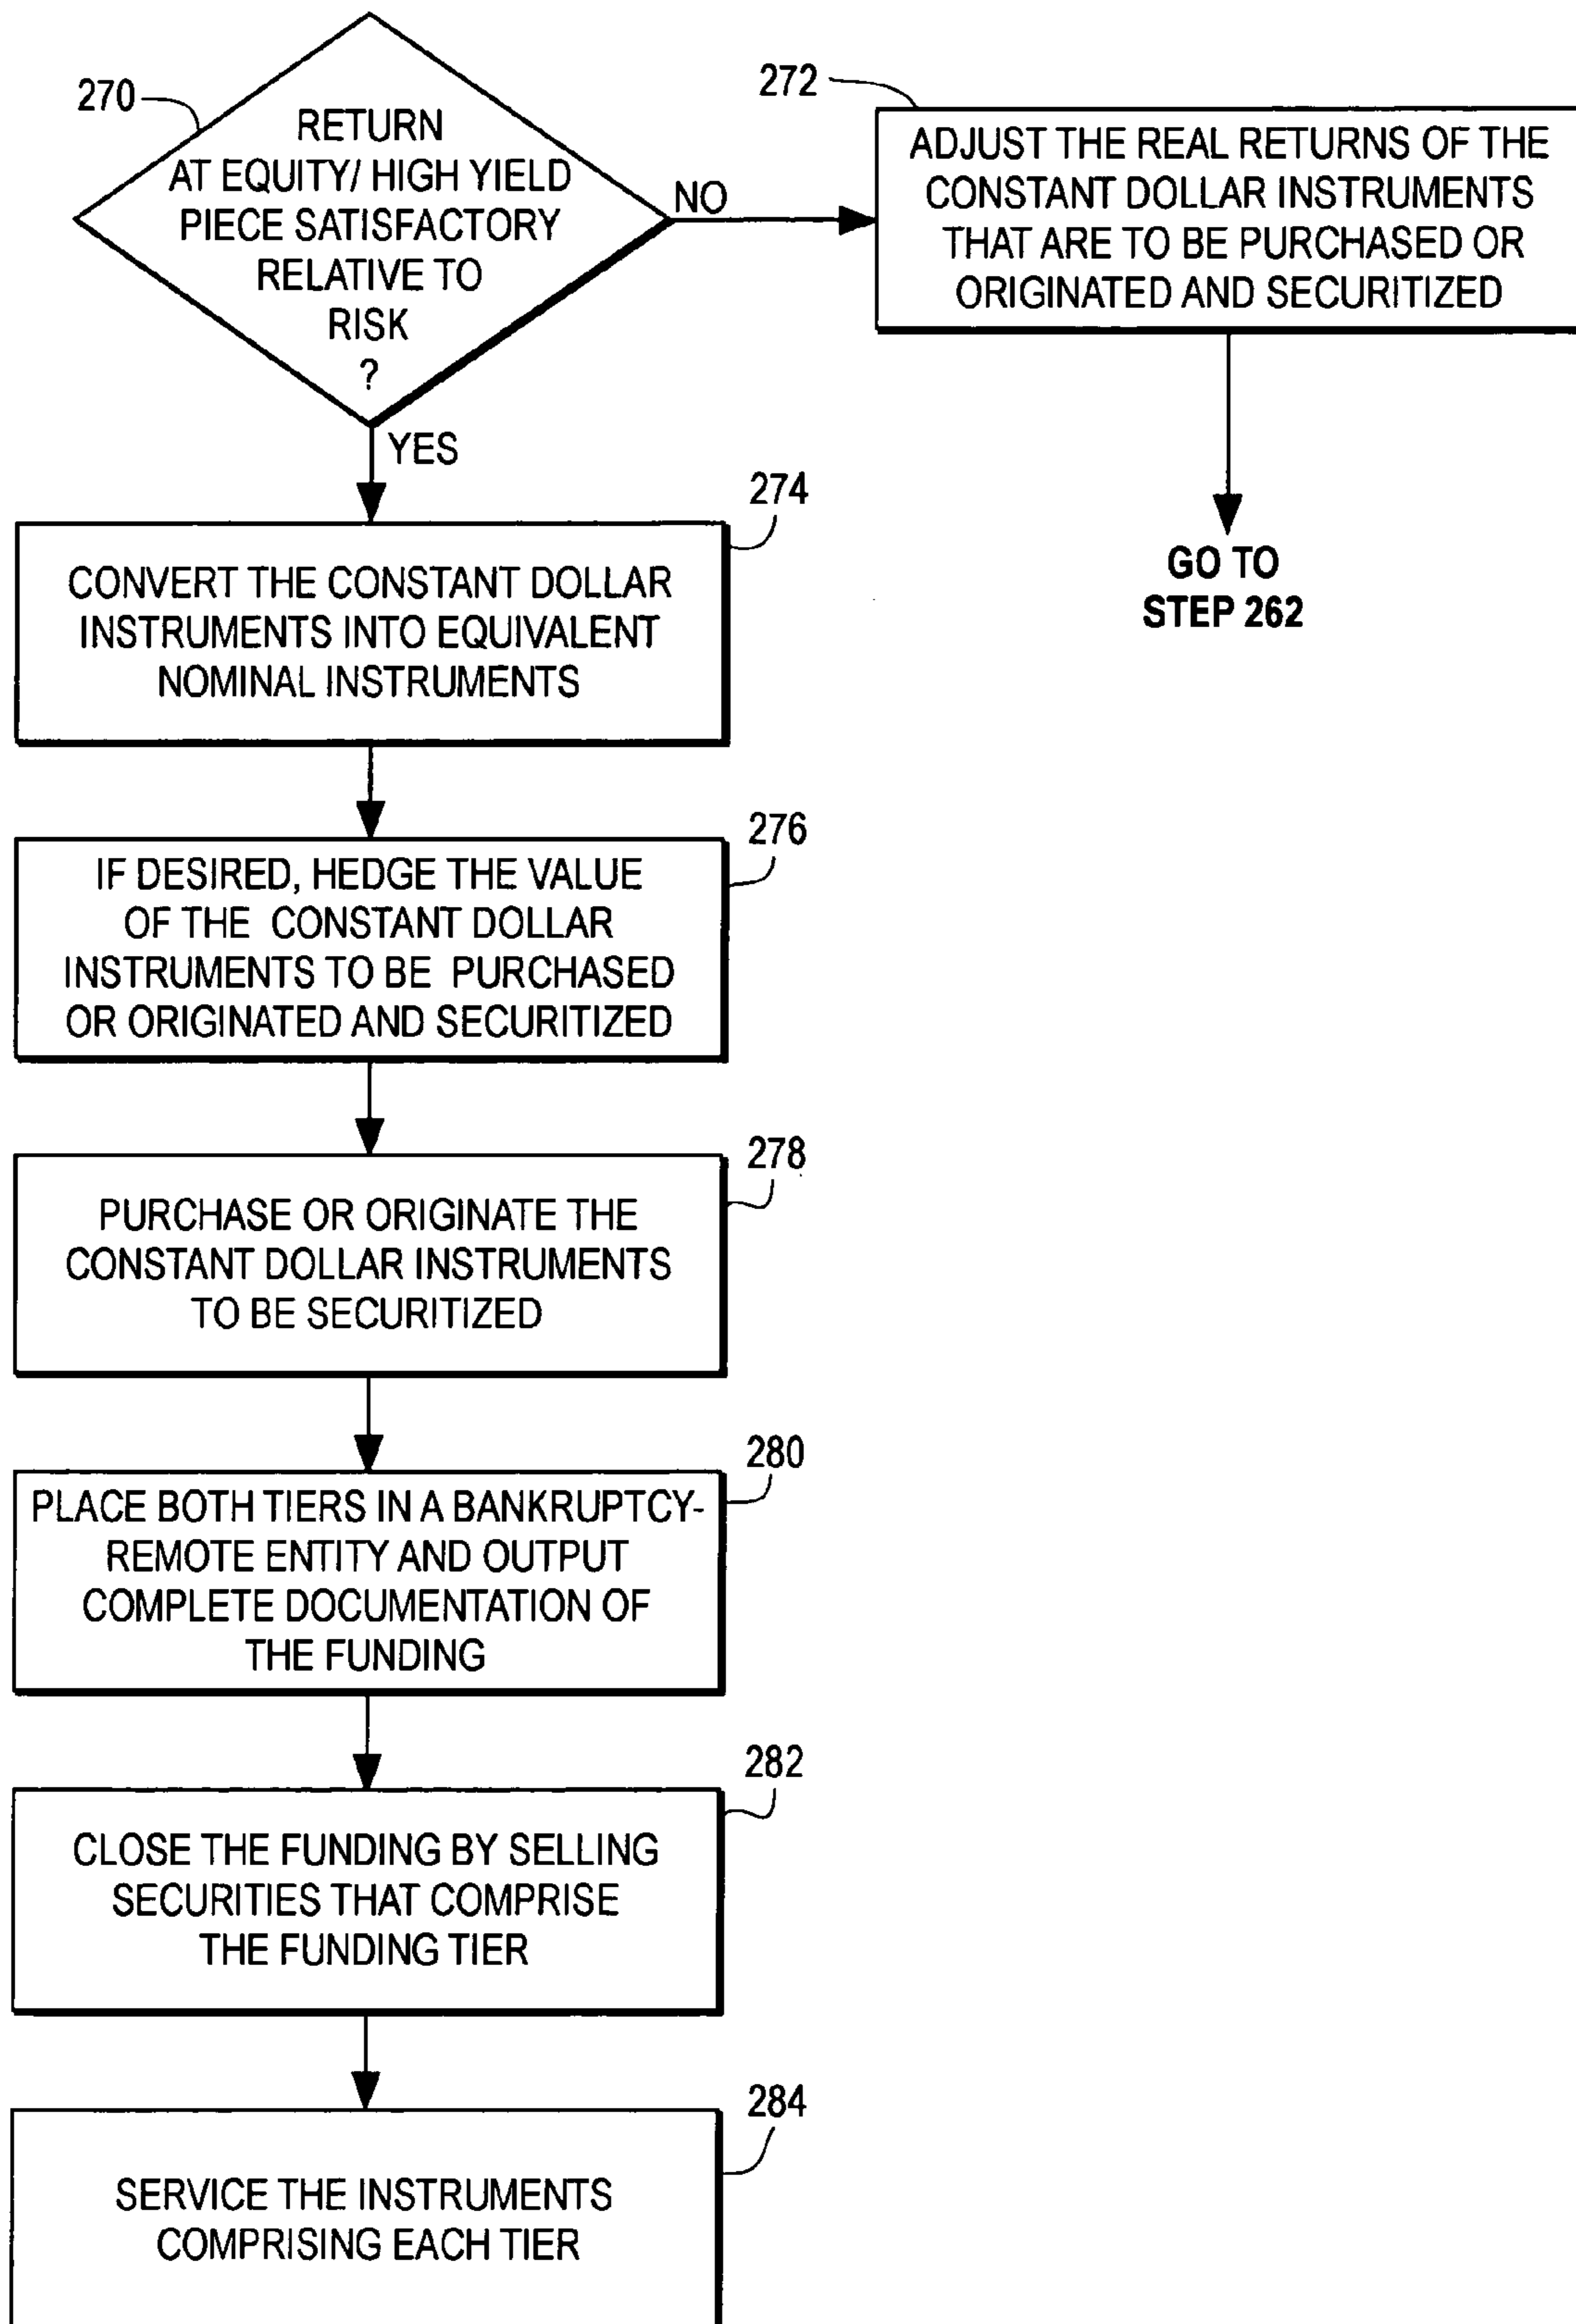 270
RETURN
AT EQUITY/ HIGH YIELD
PIECE SATISFACTORY
RELATIVE TO
RISK
?
NO
272
ADJUST THE REAL RETURNS OF THE
CONSTANT DOLLAR INSTRUMENTS
THAT ARE TO BE PURCHASED OR
ORIGINATED AND SECURITIZED
GO TO
STEP 262
YES
274
CONVERT THE CONSTANT DOLLAR
INSTRUMENTS INTO EQUIVALENT
NOMINAL INSTRUMENTS
276
IF DESIRED, HEDGE THE VALUE
OF THE CONSTANT DOLLAR
INSTRUMENTS TO BE PURCHASED
OR ORIGINATED AND SECURITIZED
278
PURCHASE OR ORIGINATE THE
CONSTANT DOLLAR INSTRUMENTS
TO BE SECURITIZED
280
PLACE BOTH TIERS IN A BANKRUPTCY-
REMOTE ENTITY AND OUTPUT
COMPLETE DOCUMENTATION OF
THE FUNDING
282
CLOSE THE FUNDING BY SELLING
SECURITIES THAT COMPRISE
THE FUNDING TIER
284
SERVICE THE INSTRUMENTS
COMPRISING EACH TIER